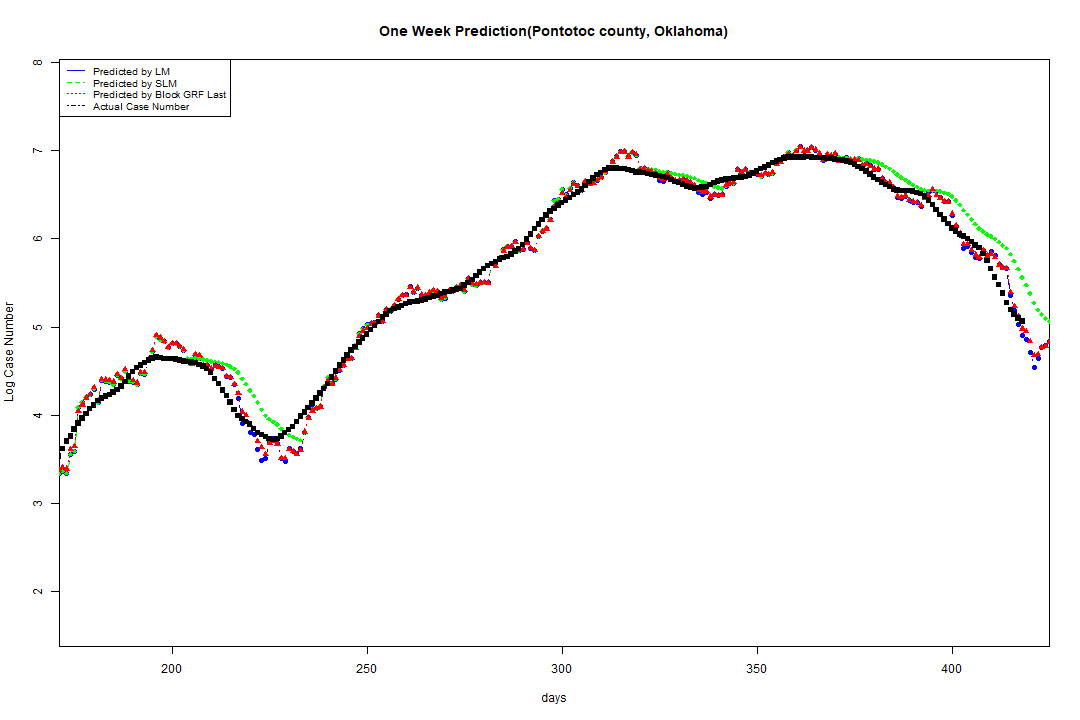 One Week Prediction(Pontotoc county, Oklahoma)
Predicted by LM
Predicted by SLM
Predicted by Block GRF Last
Actual Case Number
8
7
6
5
4
3
2
Log Case Number
200 250 300 350 400
days